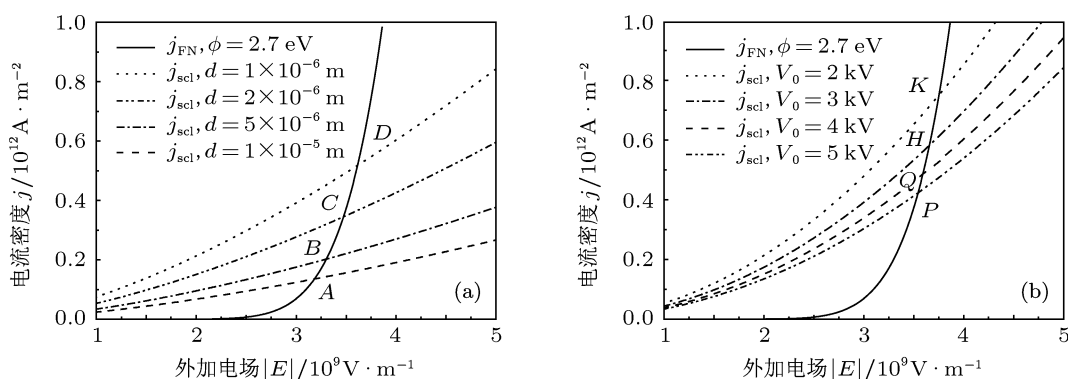 电流密度 j/10¹²A·m⁻²
1.0
0.8
0.6
0.4
0.2
0.0
j_FN, ϕ = 2.7 eV
j_scl, d = 1×10⁻⁶ m
j_scl, d = 2×10⁻⁶ m
j_scl, d = 5×10⁻⁶ m
j_scl, d = 1×10⁻⁵ m
D
C
B
A
(a)
1 2 3 4 5
外加电场|E|/10⁹V·m⁻¹
电流密度 j/10¹²A·m⁻²
1.0
0.8
0.6
0.4
0.2
0.0
j_FN, ϕ = 2.7 eV
j_scl, V₀ = 2 kV
j_scl, V₀ = 3 kV
j_scl, V₀ = 4 kV
j_scl, V₀ = 5 kV
K
H
Q
P
(b)
1 2 3 4 5
外加电场|E|/10⁹V·m⁻¹